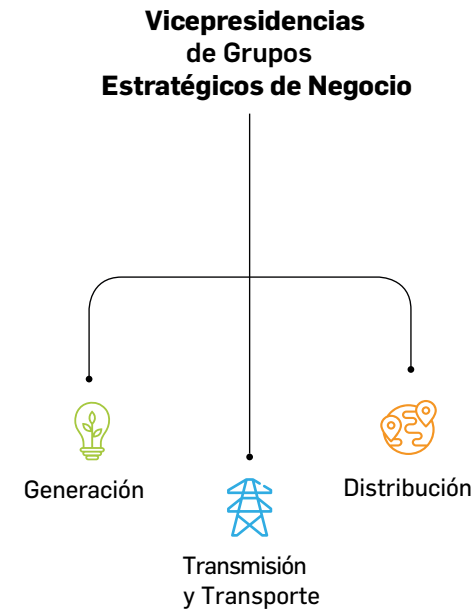 Vicepresidencias
de Grupos
Estratégicos de Negocio
Generación
Distribución
Transmisión
y Transporte